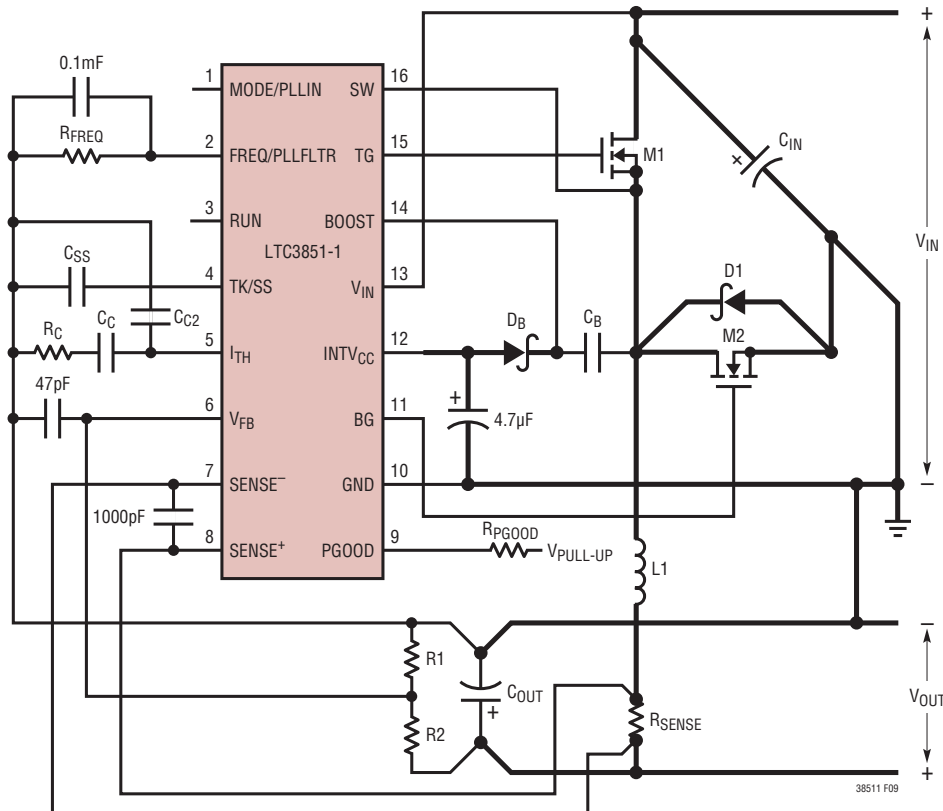 0.1mF
RFREQ
CSS
RC
CC
CC2
47pF
1000pF
1
MODE/PLLIN
2
FREQ/PLLFLTR
3
RUN
LTC3851-1
4
TK/SS
5
ITH
6
VFB
7
SENSE–
8
SENSE+
16
SW
15
TG
14
BOOST
13
VIN
12
INTVCC
11
BG
10
GND
9
PGOOD
M1
+
CIN
D1
M2
DB
CB
+
4.7µF
RPGOOD
VPULL-UP
L1
+
VIN
–
R1
R2
COUT
+
RSENSE
–
VOUT
+
38511 F09